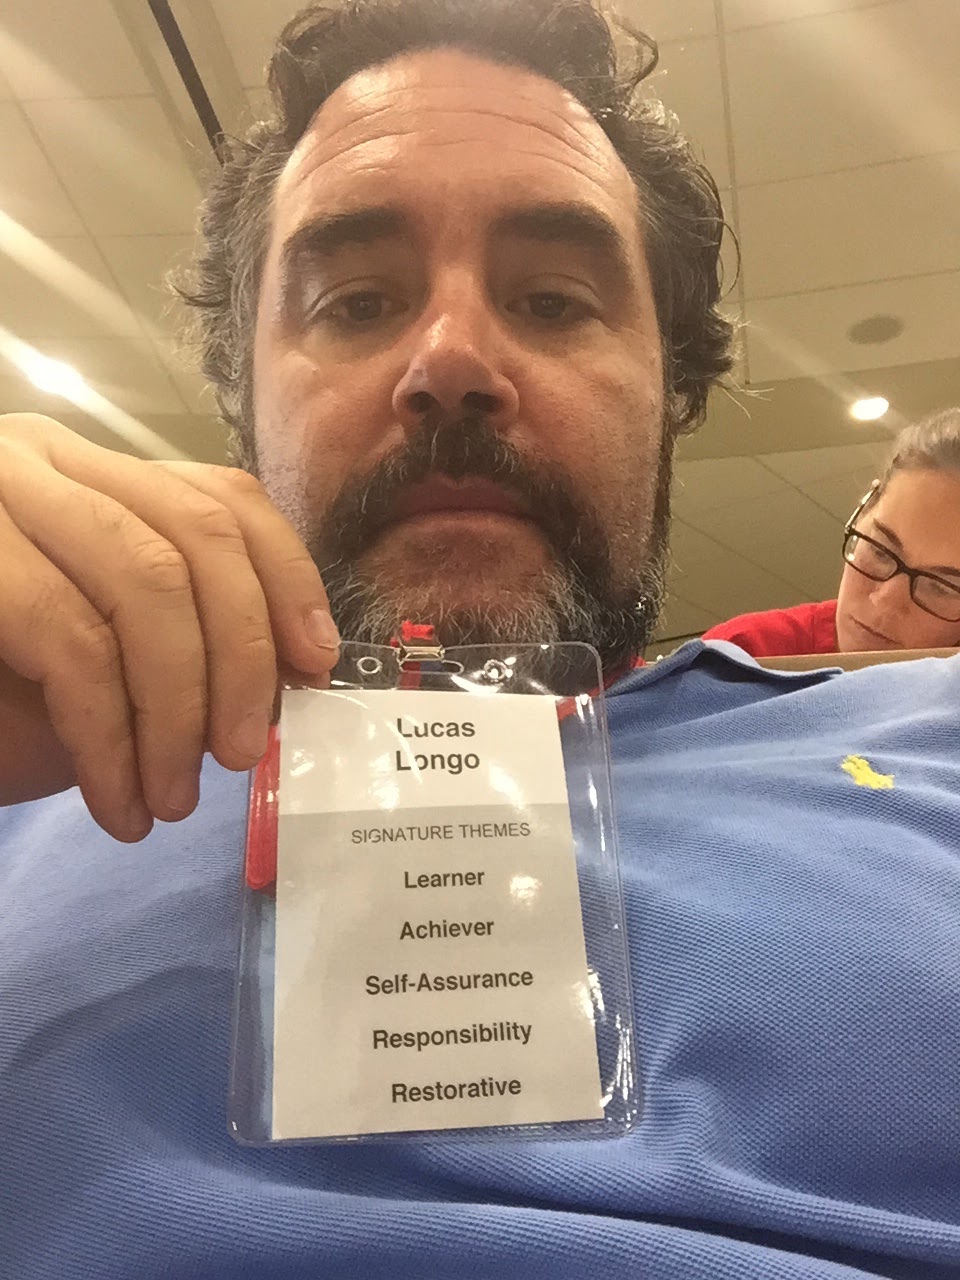 Lucas
Longo
SIGNATURE THEMES
Learner
Achiever
Self-Assurance
Responsibility
Restorative